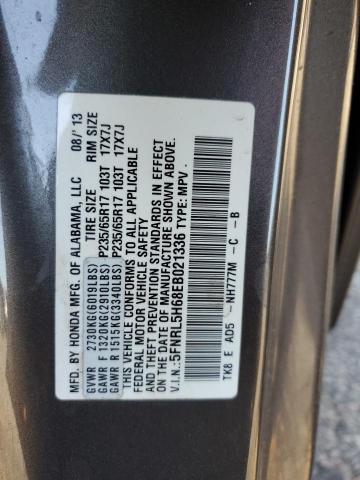 MFD. BY HONDA MFG. OF ALABAMA, LLC 08/'13
GVWR 2730KG(6019LBS) TIRE SIZE RIM SIZE
GAWR F 1320KG(2910LBS) P235/65R17 103T 17X7J
GAWR R 1515KG(3340LBS) P235/65R17 103T 17X7J
THIS VEHICLE CONFORMS TO ALL APPLICABLE
FEDERAL MOTOR VEHICLE SAFETY
AND THEFT PREVENTION STANDARDS IN EFFECT
ON THE DATE OF MANUFACTURE SHOWN ABOVE.
V.I.N.: 5FNRL5H68EB021336 TYPE: MPV
TK8 E AD5 - NH777M - C - B